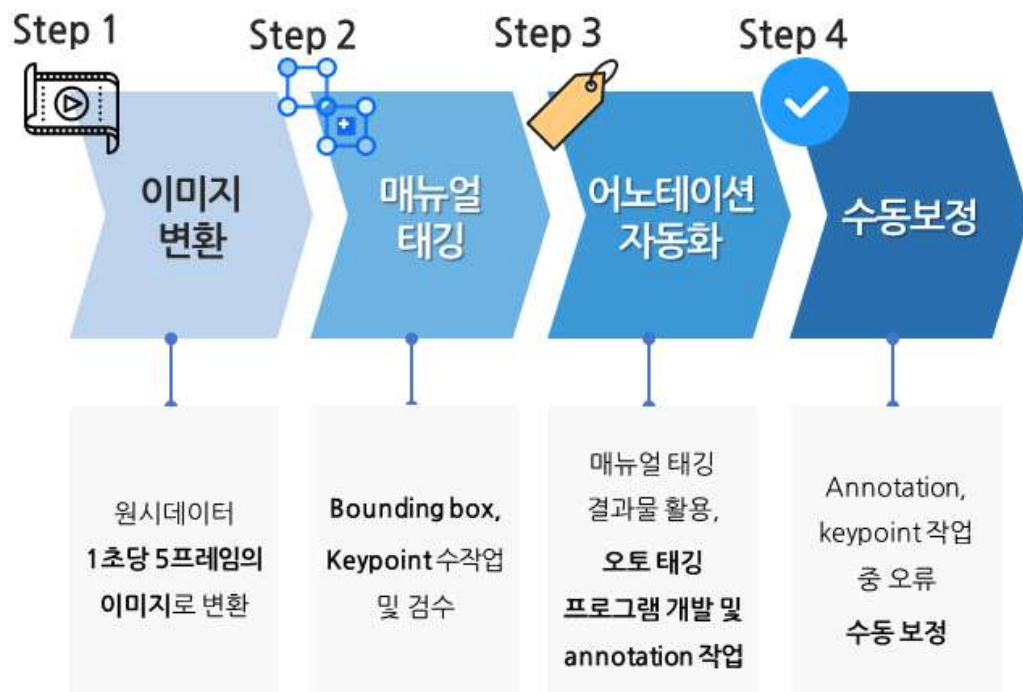 Step 1
Step 2
Step 3
Step 4
이미지
변환
매뉴얼
태깅
어노테이션
자동화
수동보정
원시데이터
1초당 5프레임의
이미지로 변환
Bounding box,
Keypoint 수작업
및 검수
매뉴얼 태깅
결과물 활용,
오토 태깅
프로그램 개발 및
annotation 작업
Annotation,
keypoint 작업
중 오류
수동 보정